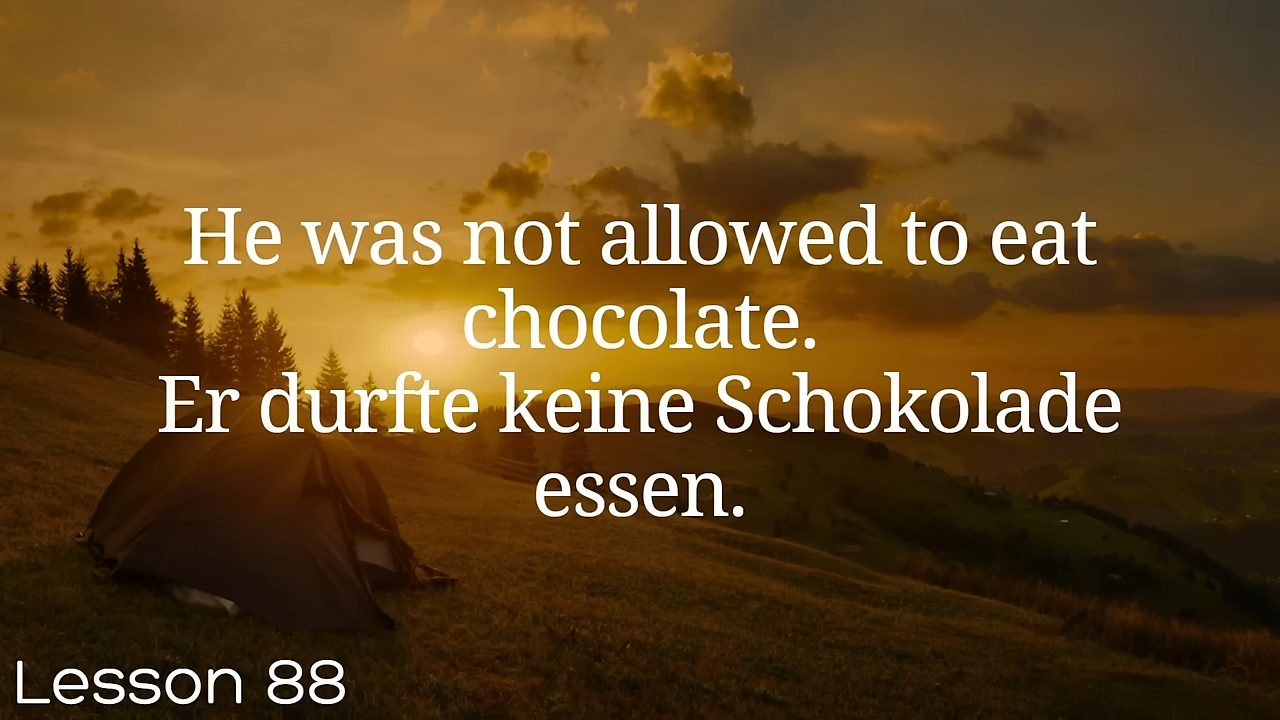 He was not allowed to eat
chocolate.
Er durfte keine Schokolade
essen.
Lesson 88